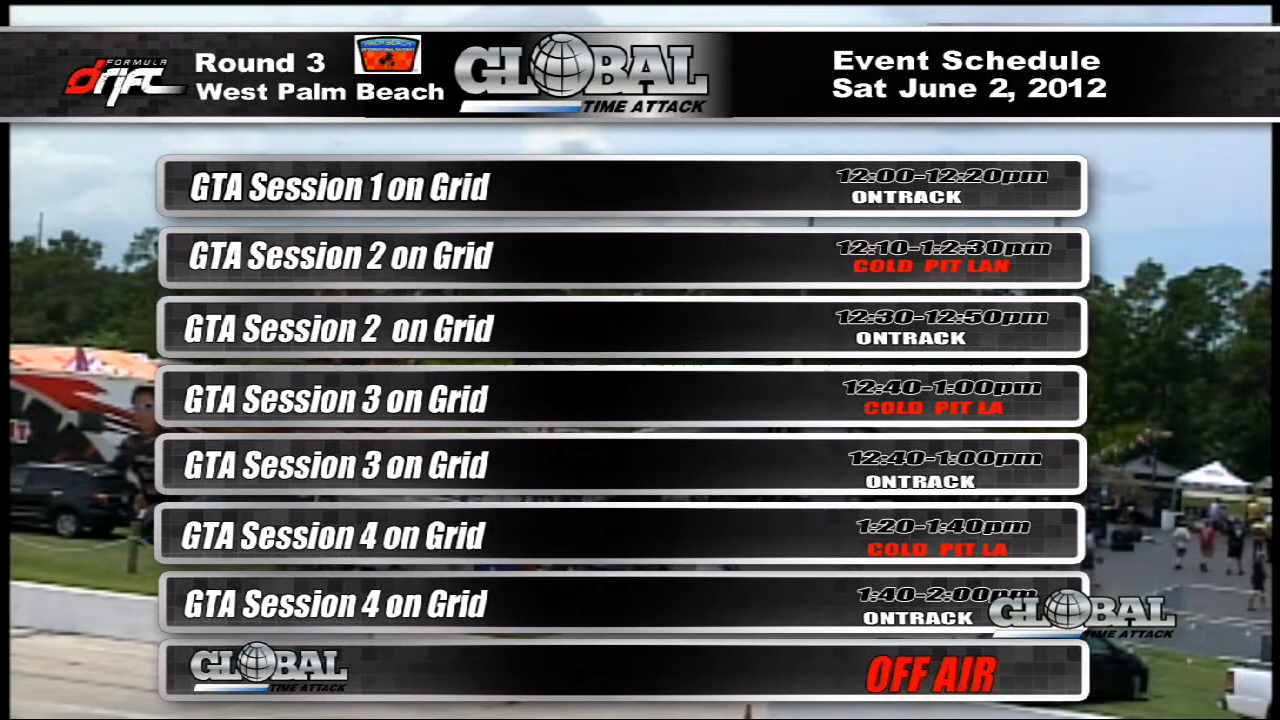 FORMULA
drift
Round 3
West Palm Beach
GLOBAL
TIME ATTACK
Event Schedule
Sat June 2, 2012
GTA Session 1 on Grid
12:00-12:20pm
ONTRACK
GTA Session 2 on Grid
12:10-1:2:30pm
COLD PIT LAN
GTA Session 2 on Grid
12:30-12:50pm
ONTRACK
GTA Session 3 on Grid
12:40-1:00pm
COLD PIT LA
GTA Session 3 on Grid
12:40-1:00pm
ONTRACK
GTA Session 4 on Grid
1:20-1:40pm
COLD PIT LA
GTA Session 4 on Grid
1:40-2:00pm
ONTRACK
GLOBAL
TIME ATTACK
GLOBAL
TIME ATTACK
OFF AIR